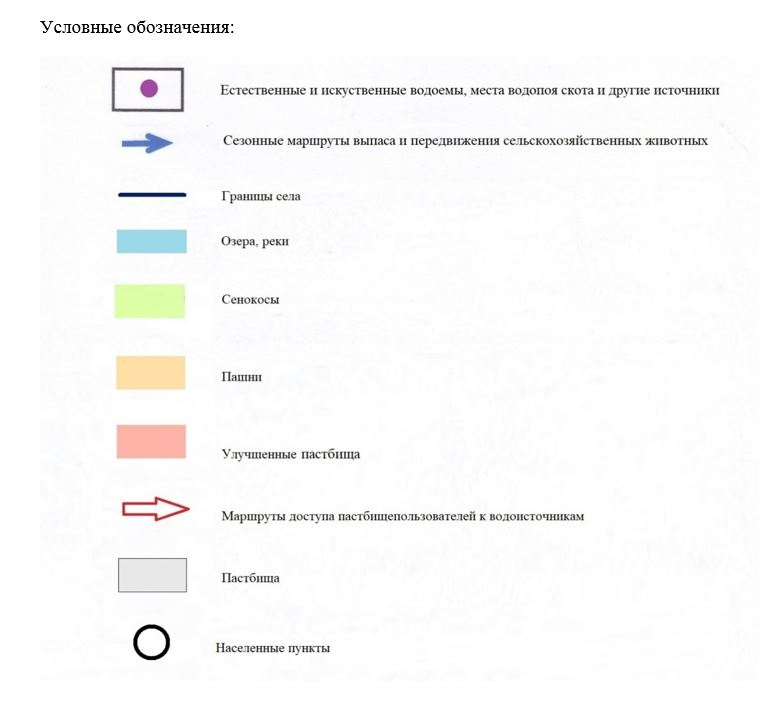 Условные обозначения:
Естественные и искуственные водоемы, места водопоя скота и другие источники
Сезонные маршруты выпаса и передвижения сельскохозяйственных животных
Границы села
Озера, реки
Сенокосы
Пашни
Улучшенные пастбища
Маршруты доступа пастбищепользователей к водоисточникам
Пастбища
Населенные пункты